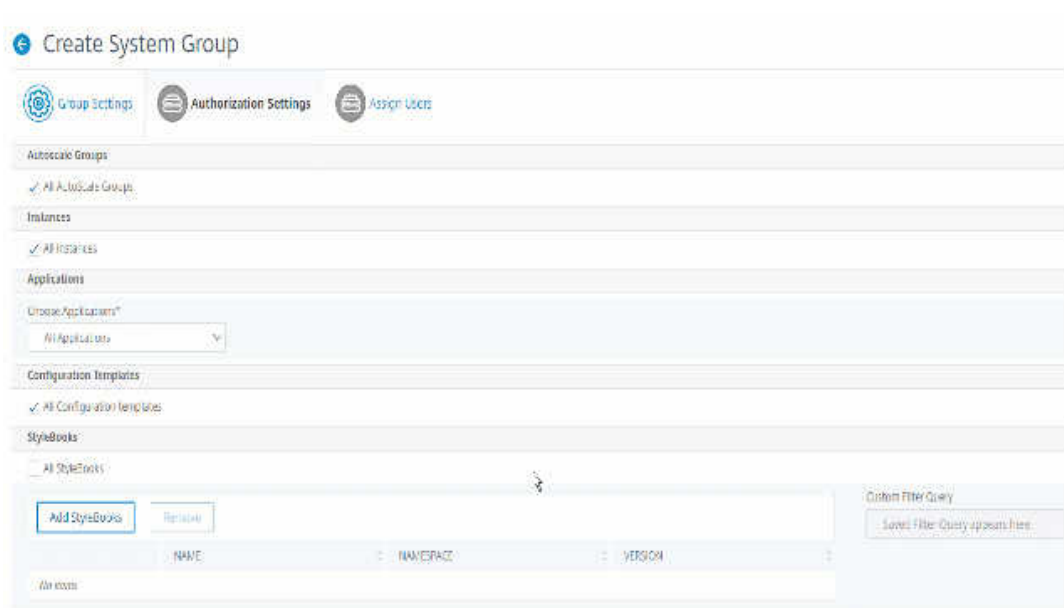 Create System Group
Group Settings
Authorization Settings
Assign Users
Autoscale Groups
All AutoScale Groups
Instances
All Instances
Applications
Choose Applications*
All Applications
Configuration Templates
All Configuration templates
StyleBooks
All StyleBooks
Add StyleBooks
Remove
Custom Filter Query
Saved Filter Query appears here
NAME
NAMESPACE
VERSION
No items